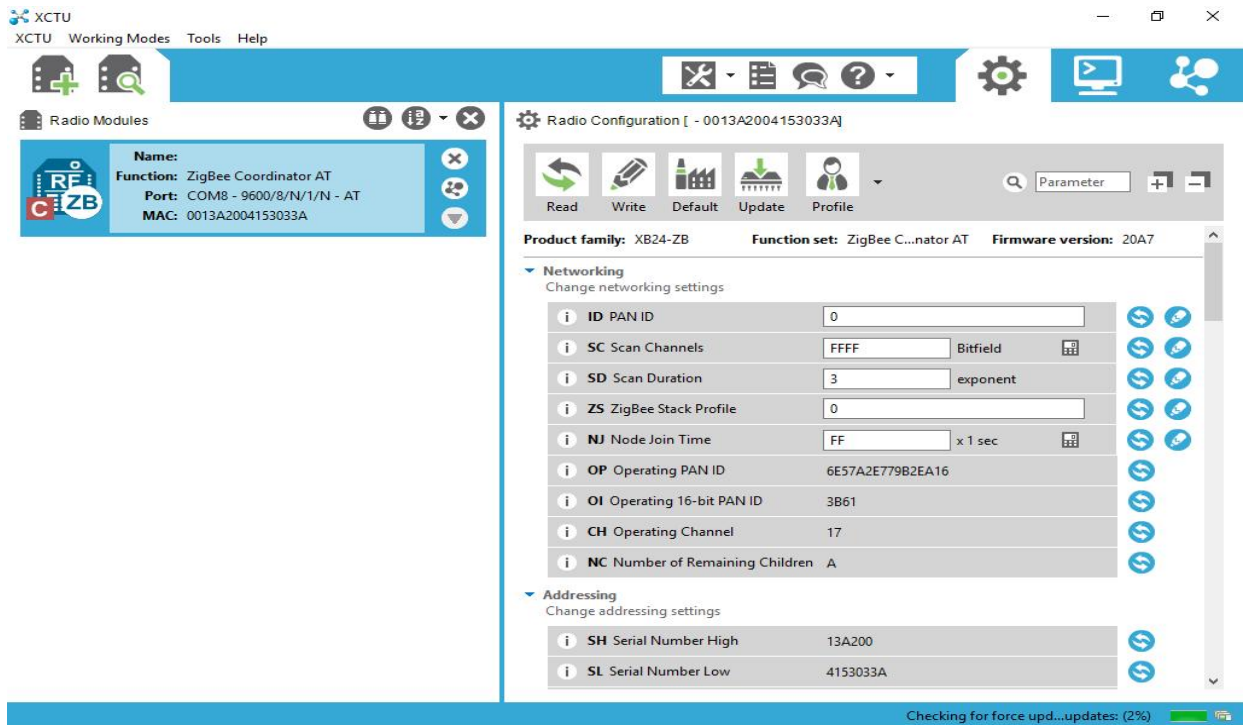 XCTU
XCTU Working Modes Tools Help
Radio Modules
Name:
Function: ZigBee Coordinator AT
Port: COM8 - 9600/8/N/1/N - AT
MAC: 0013A2004153033A
RF
C ZB
Radio Configuration [ - 0013A2004153033A]
Read Write Default Update Profile
Parameter
Product family: XB24-ZB Function set: ZigBee C...nator AT Firmware version: 20A7
Networking
Change networking settings
i ID PAN ID 0
i SC Scan Channels FFFF Bitfield
i SD Scan Duration 3 exponent
i ZS ZigBee Stack Profile 0
i NJ Node Join Time FF x 1 sec
i OP Operating PAN ID 6E57A2E779B2EA16
i OI Operating 16-bit PAN ID 3B61
i CH Operating Channel 17
i NC Number of Remaining Children A
Addressing
Change addressing settings
i SH Serial Number High 13A200
i SL Serial Number Low 4153033A
Checking for force upd...updates: (2%)